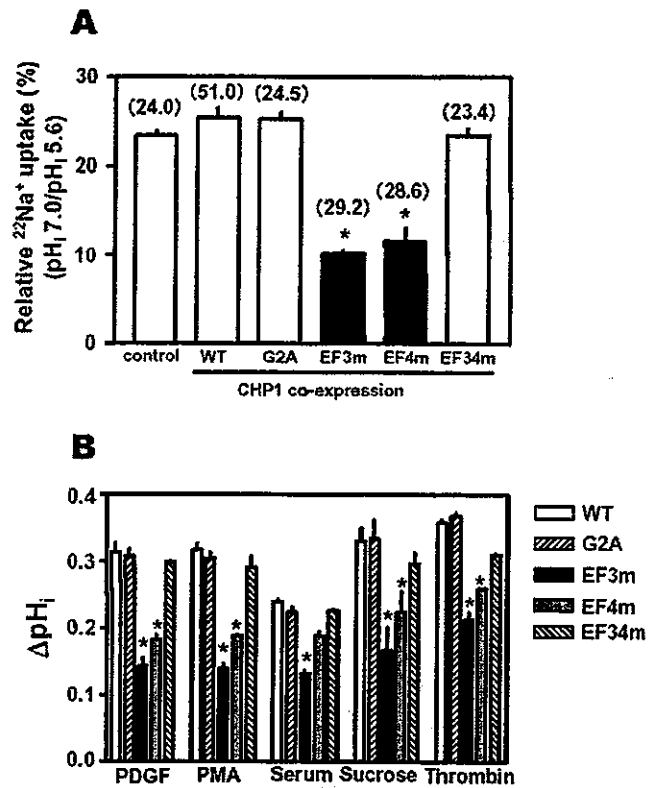 A
Relative ²²Na⁺ uptake (%)
(pHI 7.0/pHI 5.6)
30
20
10
0
(24.0)
(51.0)
(24.5)
(29.2)
*
(28.6)
*
(23.4)
control
WT
G2A
EF3m
EF4m
EF34m
CHP1 co-expression
B
ΔpHi
0.4
0.3
0.2
0.1
0.0
* *
* *
*
* *
* *
PDGF
PMA
Serum
Sucrose
Thrombin
WT
G2A
EF3m
EF4m
EF34m